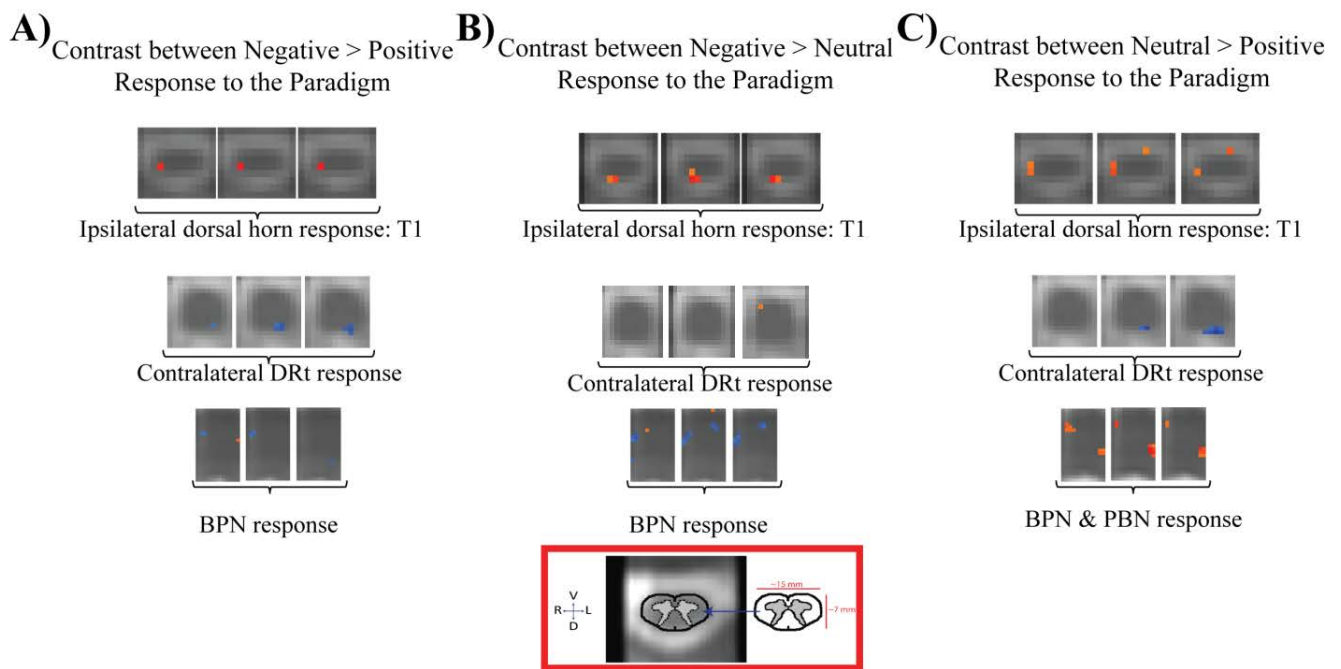 A)
Contrast between Negative > Positive
Response to the Paradigm
Ipsilateral dorsal horn response: T1
Contralateral DRt response
BPN response
B)
Contrast between Negative > Neutral
Response to the Paradigm
Ipsilateral dorsal horn response: T1
Contralateral DRt response
BPN response
V
R L
D
~15 mm
~7 mm
C)
Contrast between Neutral > Positive
Response to the Paradigm
Ipsilateral dorsal horn response: T1
Contralateral DRt response
BPN & PBN response